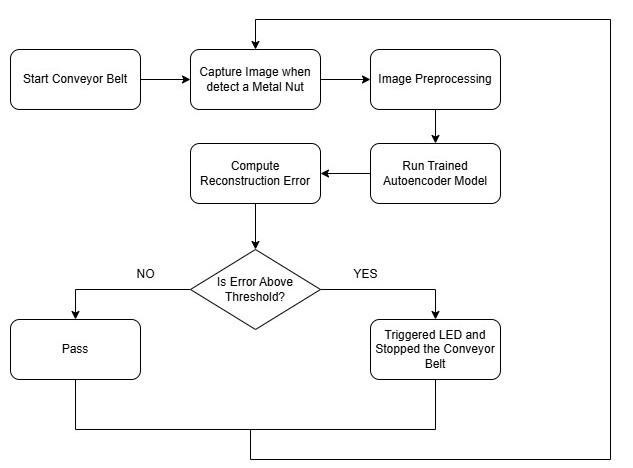 Start Conveyor Belt
Capture Image when
detect a Metal Nut
Image Preprocessing
Compute
Reconstruction Error
Run Trained
Autoencoder Model
Is Error Above
Threshold?
NO
YES
Pass
Triggered LED and
Stopped the Conveyor
Belt